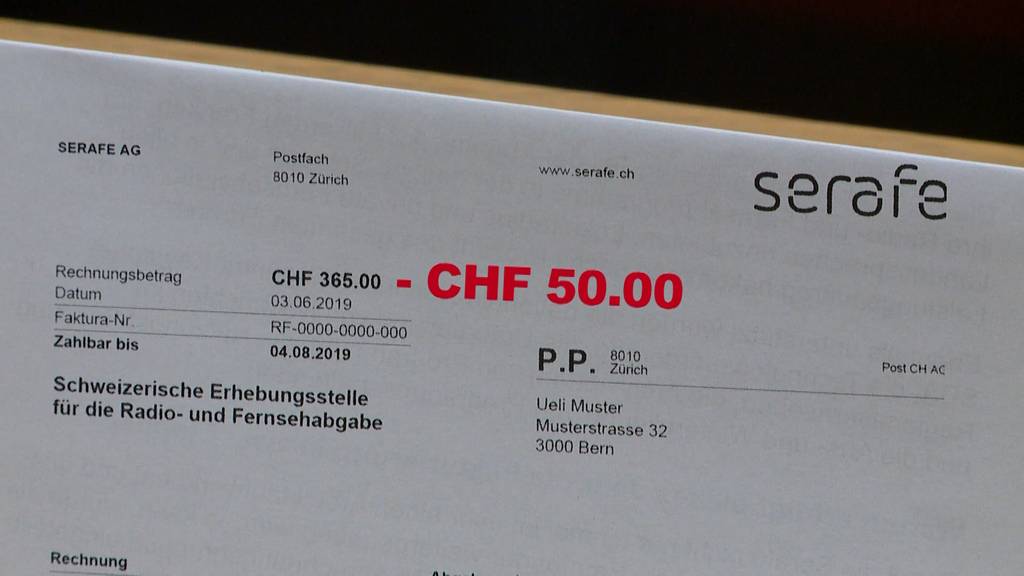 SERAFE AG
Postfach
8010 Zürich
www.serafe.ch
serafe
Rechnungsbetrag CHF 365.00 - CHF 50.00
Datum 03.06.2019
Faktura-Nr. RF-0000-0000-000
Zahlbar bis 04.08.2019
P.P. 8010 Zürich Post CH AG
Schweizerische Erhebungsstelle
für die Radio- und Fernsehabgabe
Ueli Muster
Musterstrasse 32
3000 Bern
Rechnung